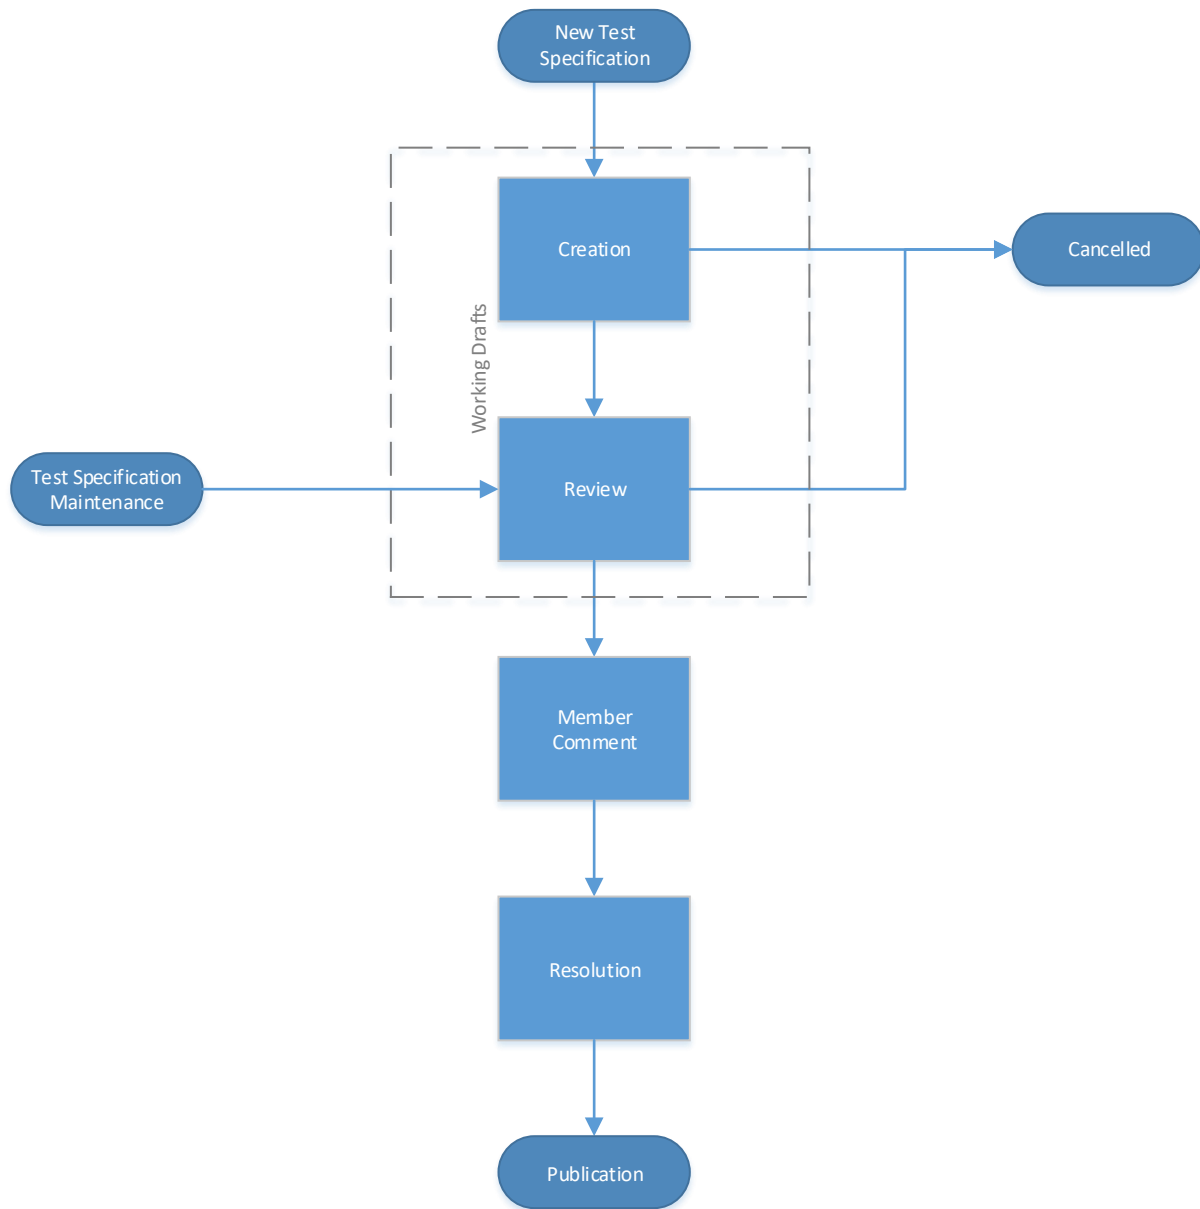 New Test
Specification
Creation
Cancelled
Working Drafts
Test Specification
Maintenance
Review
Member
Comment
Resolution
Publication